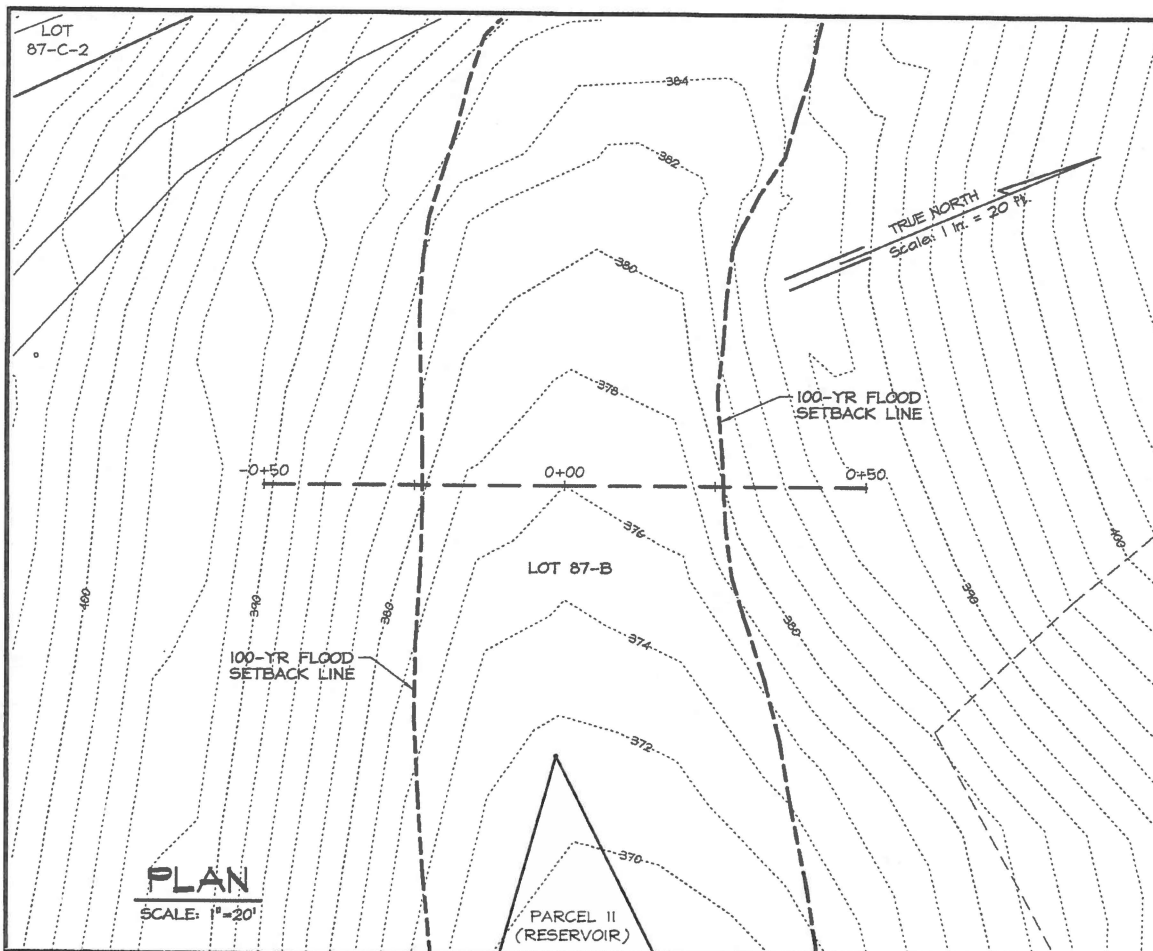 LOT
87-C-2
384
382
TRUE NORTH
Scale: 1 in. = 20 Ft.
380
378
100-YR FLOOD
SETBACK LINE
-0+50
0+00
0+50
376
400
LOT 87-B
400
390
380
374
380
390
100-YR FLOOD
SETBACK LINE
372
370
PLAN
SCALE: 1"=20'
PARCEL 11
(RESERVOIR)